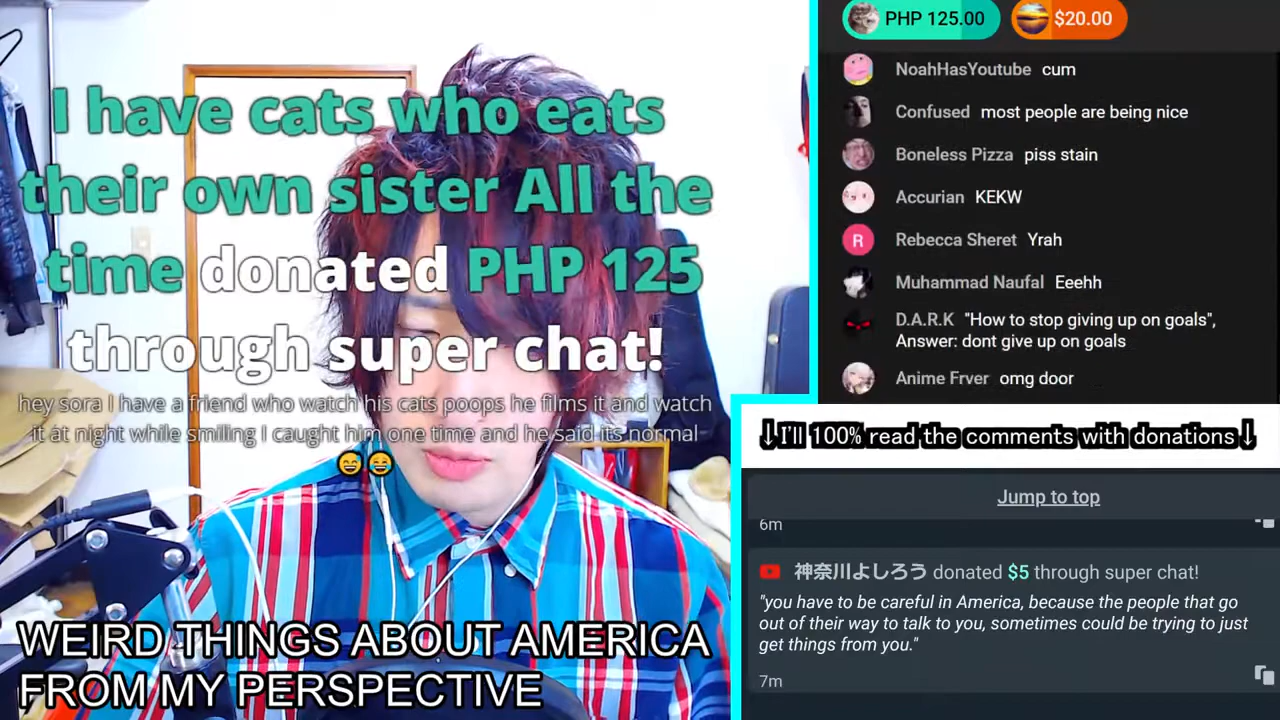 I have cats who eats
their own sister All the
time donated PHP 125
through super chat!
hey sora I have a friend who watch his cats poops he films it and watch
it at night while smiling I caught him one time and he said its normal
😅😂
WEIRD THINGS ABOUT AMERICA
FROM MY PERSPECTIVE
PHP 125.00 $20.00
NoahHasYoutube cum
Confused most people are being nice
Boneless Pizza piss stain
Accurian KEKW
R Rebecca Sheret Yrah
Muhammad Naufal Eeehh
D.A.R.K "How to stop giving up on goals",
Answer: dont give up on goals
Anime Frver omg door
↓I'll 100% read the comments with donations↓
Jump to top
6m
神奈川よしろう donated $5 through super chat!
"you have to be careful in America, because the people that go
out of their way to talk to you, sometimes could be trying to just
get things from you."
7m